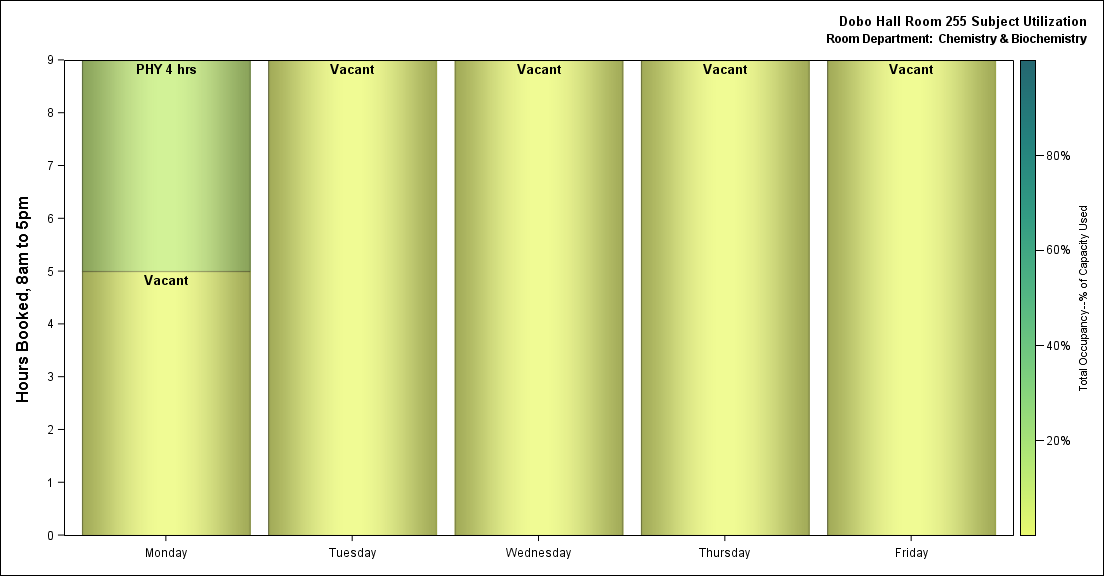 Dobo Hall Room 255 Subject Utilization
Room Department: Chemistry & Biochemistry
Hours Booked, 8am to 5pm
9
8
7
6
5
4
3
2
1
0
PHY 4 hrs
Vacant
Vacant
Vacant
Vacant
Vacant
Monday
Tuesday
Wednesday
Thursday
Friday
80%
60%
40%
20%
Total Occupancy--% of Capacity Used